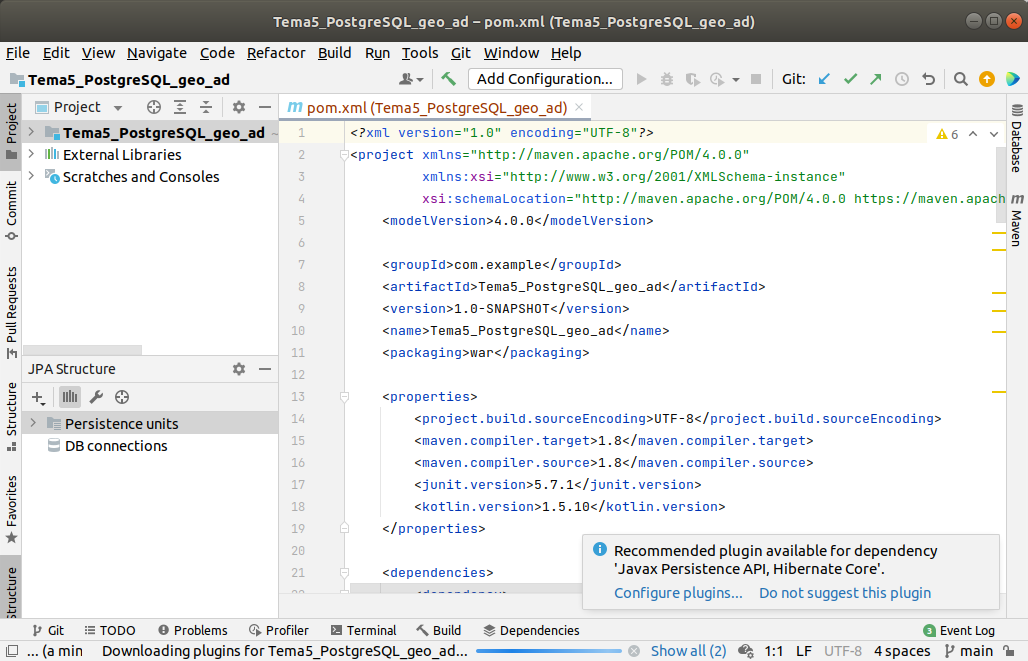 Tema5_PostgreSQL_geo_ad – pom.xml (Tema5_PostgreSQL_geo_ad)
File Edit View Navigate Code Refactor Build Run Tools Git Window Help
Tema5_PostgreSQL_geo_ad
Add Configuration...
Git:
Project
pom.xml (Tema5_PostgreSQL_geo_ad)
Project
Commit
Pull Requests
Structure
Favorites
Tema5_PostgreSQL_geo_ad
External Libraries
Scratches and Consoles
JPA Structure
Persistence units
DB connections
6
1 <?xml version="1.0" encoding="UTF-8"?>
2 <project xmlns="http://maven.apache.org/POM/4.0.0"
3 xmlns:xsi="http://www.w3.org/2001/XMLSchema-instance"
4 xsi:schemaLocation="http://maven.apache.org/POM/4.0.0 https://maven.apach
5 <modelVersion>4.0.0</modelVersion>
6
7 <groupId>com.example</groupId>
8 <artifactId>Tema5_PostgreSQL_geo_ad</artifactId>
9 <version>1.0-SNAPSHOT</version>
10 <name>Tema5_PostgreSQL_geo_ad</name>
11 <packaging>war</packaging>
12
13 <properties>
14 <project.build.sourceEncoding>UTF-8</project.build.sourceEncoding>
15 <maven.compiler.target>1.8</maven.compiler.target>
16 <maven.compiler.source>1.8</maven.compiler.source>
17 <junit.version>5.7.1</junit.version>
18 <kotlin.version>1.5.10</kotlin.version>
19 </properties>
20
21 <dependencies>
Database
Maven
Recommended plugin available for dependency
'Javax Persistence API, Hibernate Core'.
Configure plugins... Do not suggest this plugin
Git TODO Problems Profiler Terminal Build Dependencies 3 Event Log
... (a min Downloading plugins for Tema5_PostgreSQL_geo_ad... Show all (2) 1:1 LF UTF-8 4 spaces main